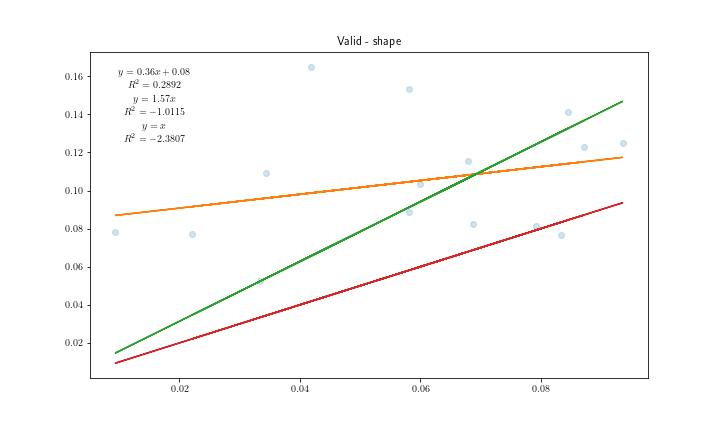 Valid - shape
y = 0.36x + 0.08
R² = 0.2892
y = 1.57x
R² = −1.0115
y = x
R² = −2.3807
0.16
0.14
0.12
0.10
0.08
0.06
0.04
0.02
0.02 0.04 0.06 0.08